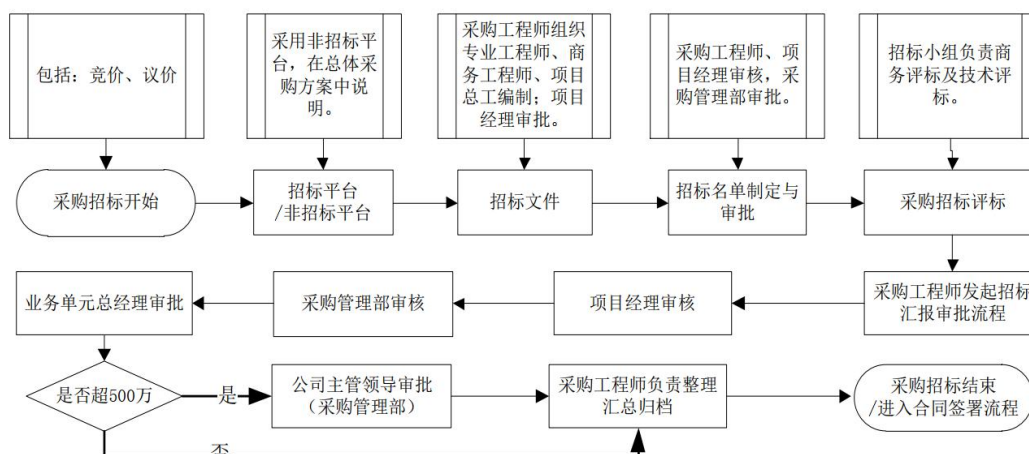 包括：竞价、议价
采用非招标平
台，在总体采
购方案中说
明。
采购工程师组织
专业工程师、商
务工程师、项目
总工编制；项目
经理审批。
采购工程师、项
目经理审核，采
购管理部审批。
招标小组负责商
务评标及技术评
标。
采购招标开始
招标平台
/非招标平台
招标文件
招标名单制定与
审批
采购招标评标
业务单元总经理审批
采购管理部审核
项目经理审核
采购工程师发起招标
汇报审批流程
是否超500万
是
公司主管领导审批
（采购管理部）
采购工程师负责整理
汇总归档
采购招标结束
/进入合同签署流程
否